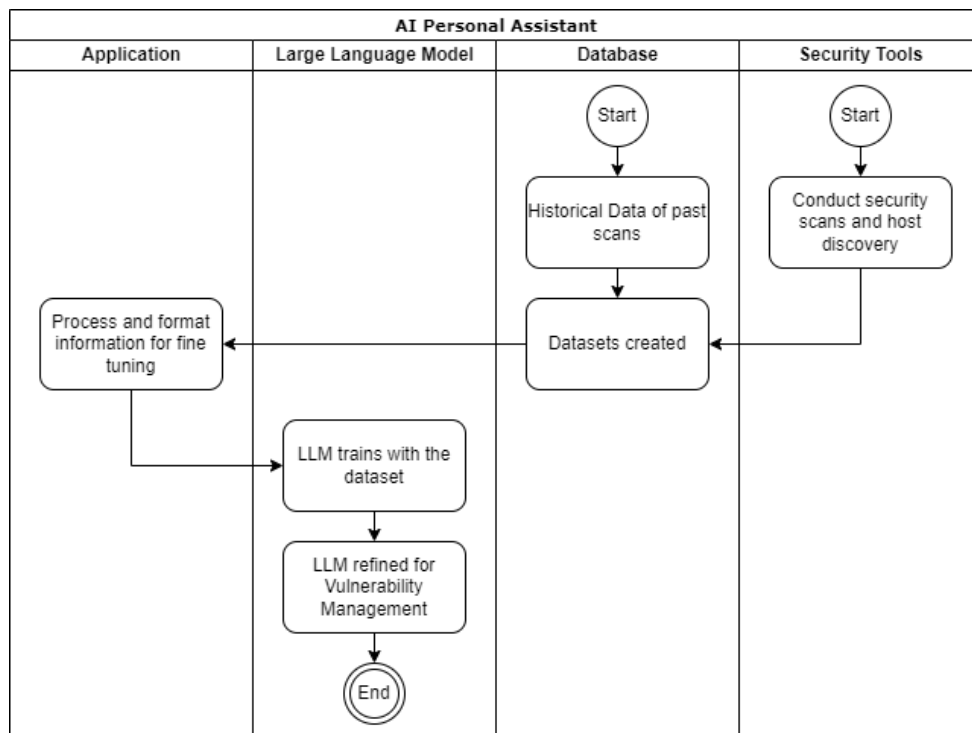 AI Personal Assistant
Application
Large Language Model
Database
Security Tools
Start
Start
Historical Data of past
scans
Conduct security
scans and host
discovery
Process and format
information for fine
tuning
Datasets created
LLM trains with the
dataset
LLM refined for
Vulnerability
Management
End